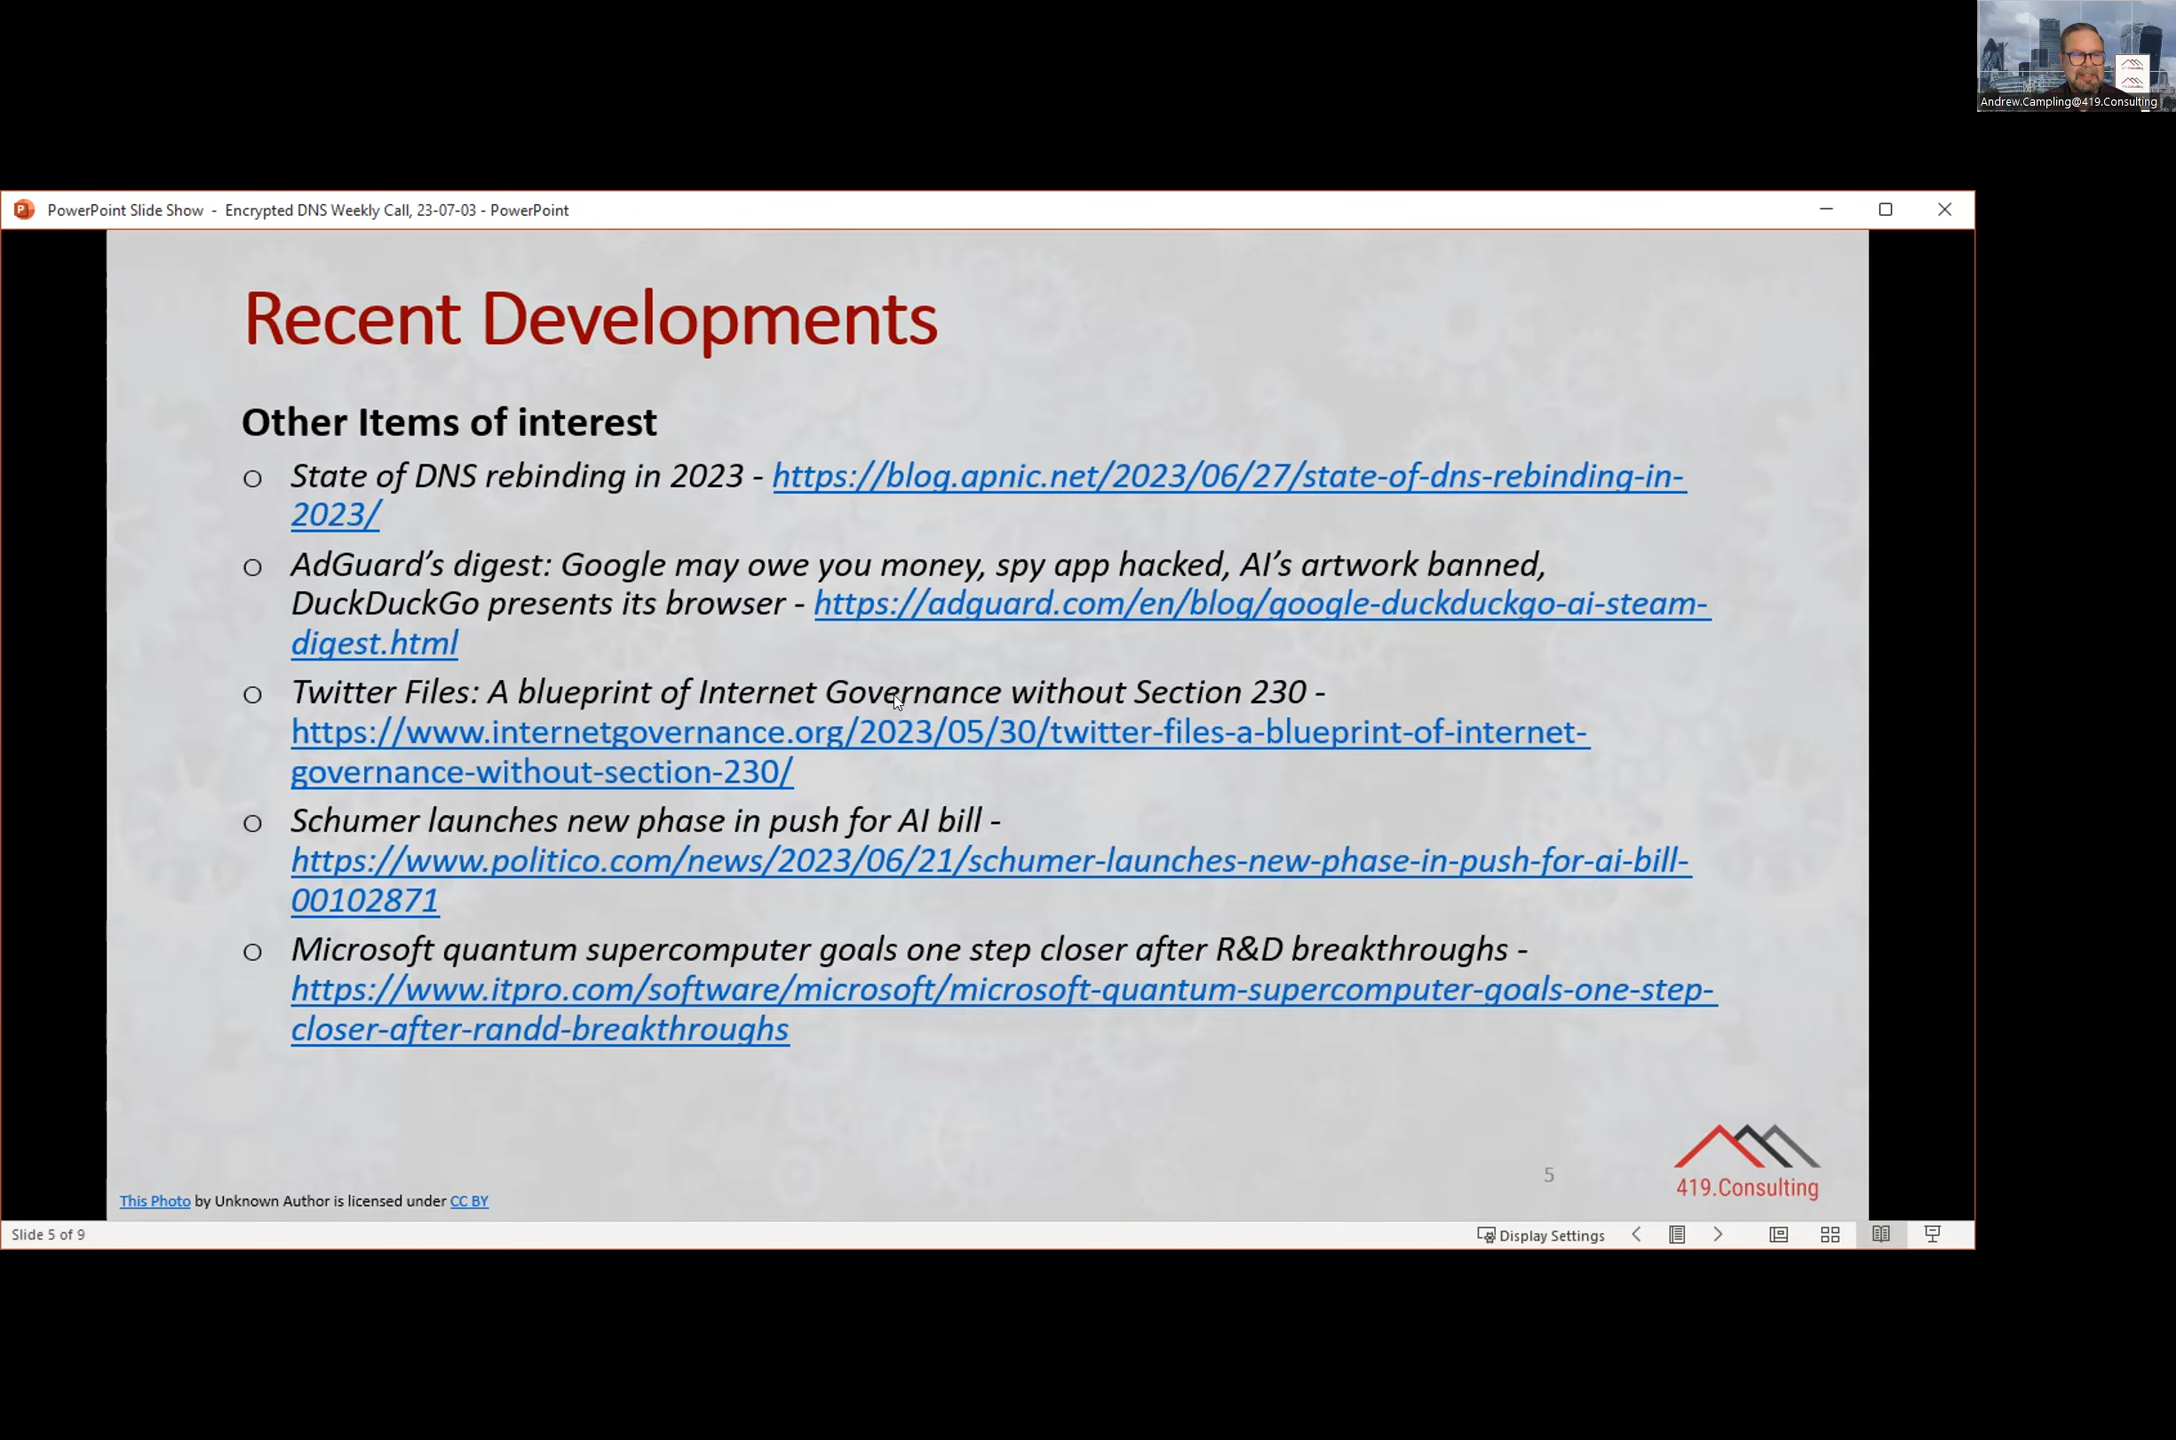 Andrew.Campling@419.Consulting
PowerPoint Slide Show - Encrypted DNS Weekly Call, 23-07-03 - PowerPoint
Recent Developments
Other Items of interest
State of DNS rebinding in 2023 - https://blog.apnic.net/2023/06/27/state-of-dns-rebinding-in-
2023/
AdGuard’s digest: Google may owe you money, spy app hacked, AI’s artwork banned,
DuckDuckGo presents its browser - https://adguard.com/en/blog/google-duckduckgo-ai-steam-
digest.html
Twitter Files: A blueprint of Internet Governance without Section 230 -
https://www.internetgovernance.org/2023/05/30/twitter-files-a-blueprint-of-internet-
governance-without-section-230/
Schumer launches new phase in push for AI bill -
https://www.politico.com/news/2023/06/21/schumer-launches-new-phase-in-push-for-ai-bill-
00102871
Microsoft quantum supercomputer goals one step closer after R&D breakthroughs -
https://www.itpro.com/software/microsoft/microsoft-quantum-supercomputer-goals-one-step-
closer-after-randd-breakthroughs
5
419.Consulting
This Photo by Unknown Author is licensed under CC BY
Slide 5 of 9
Display Settings